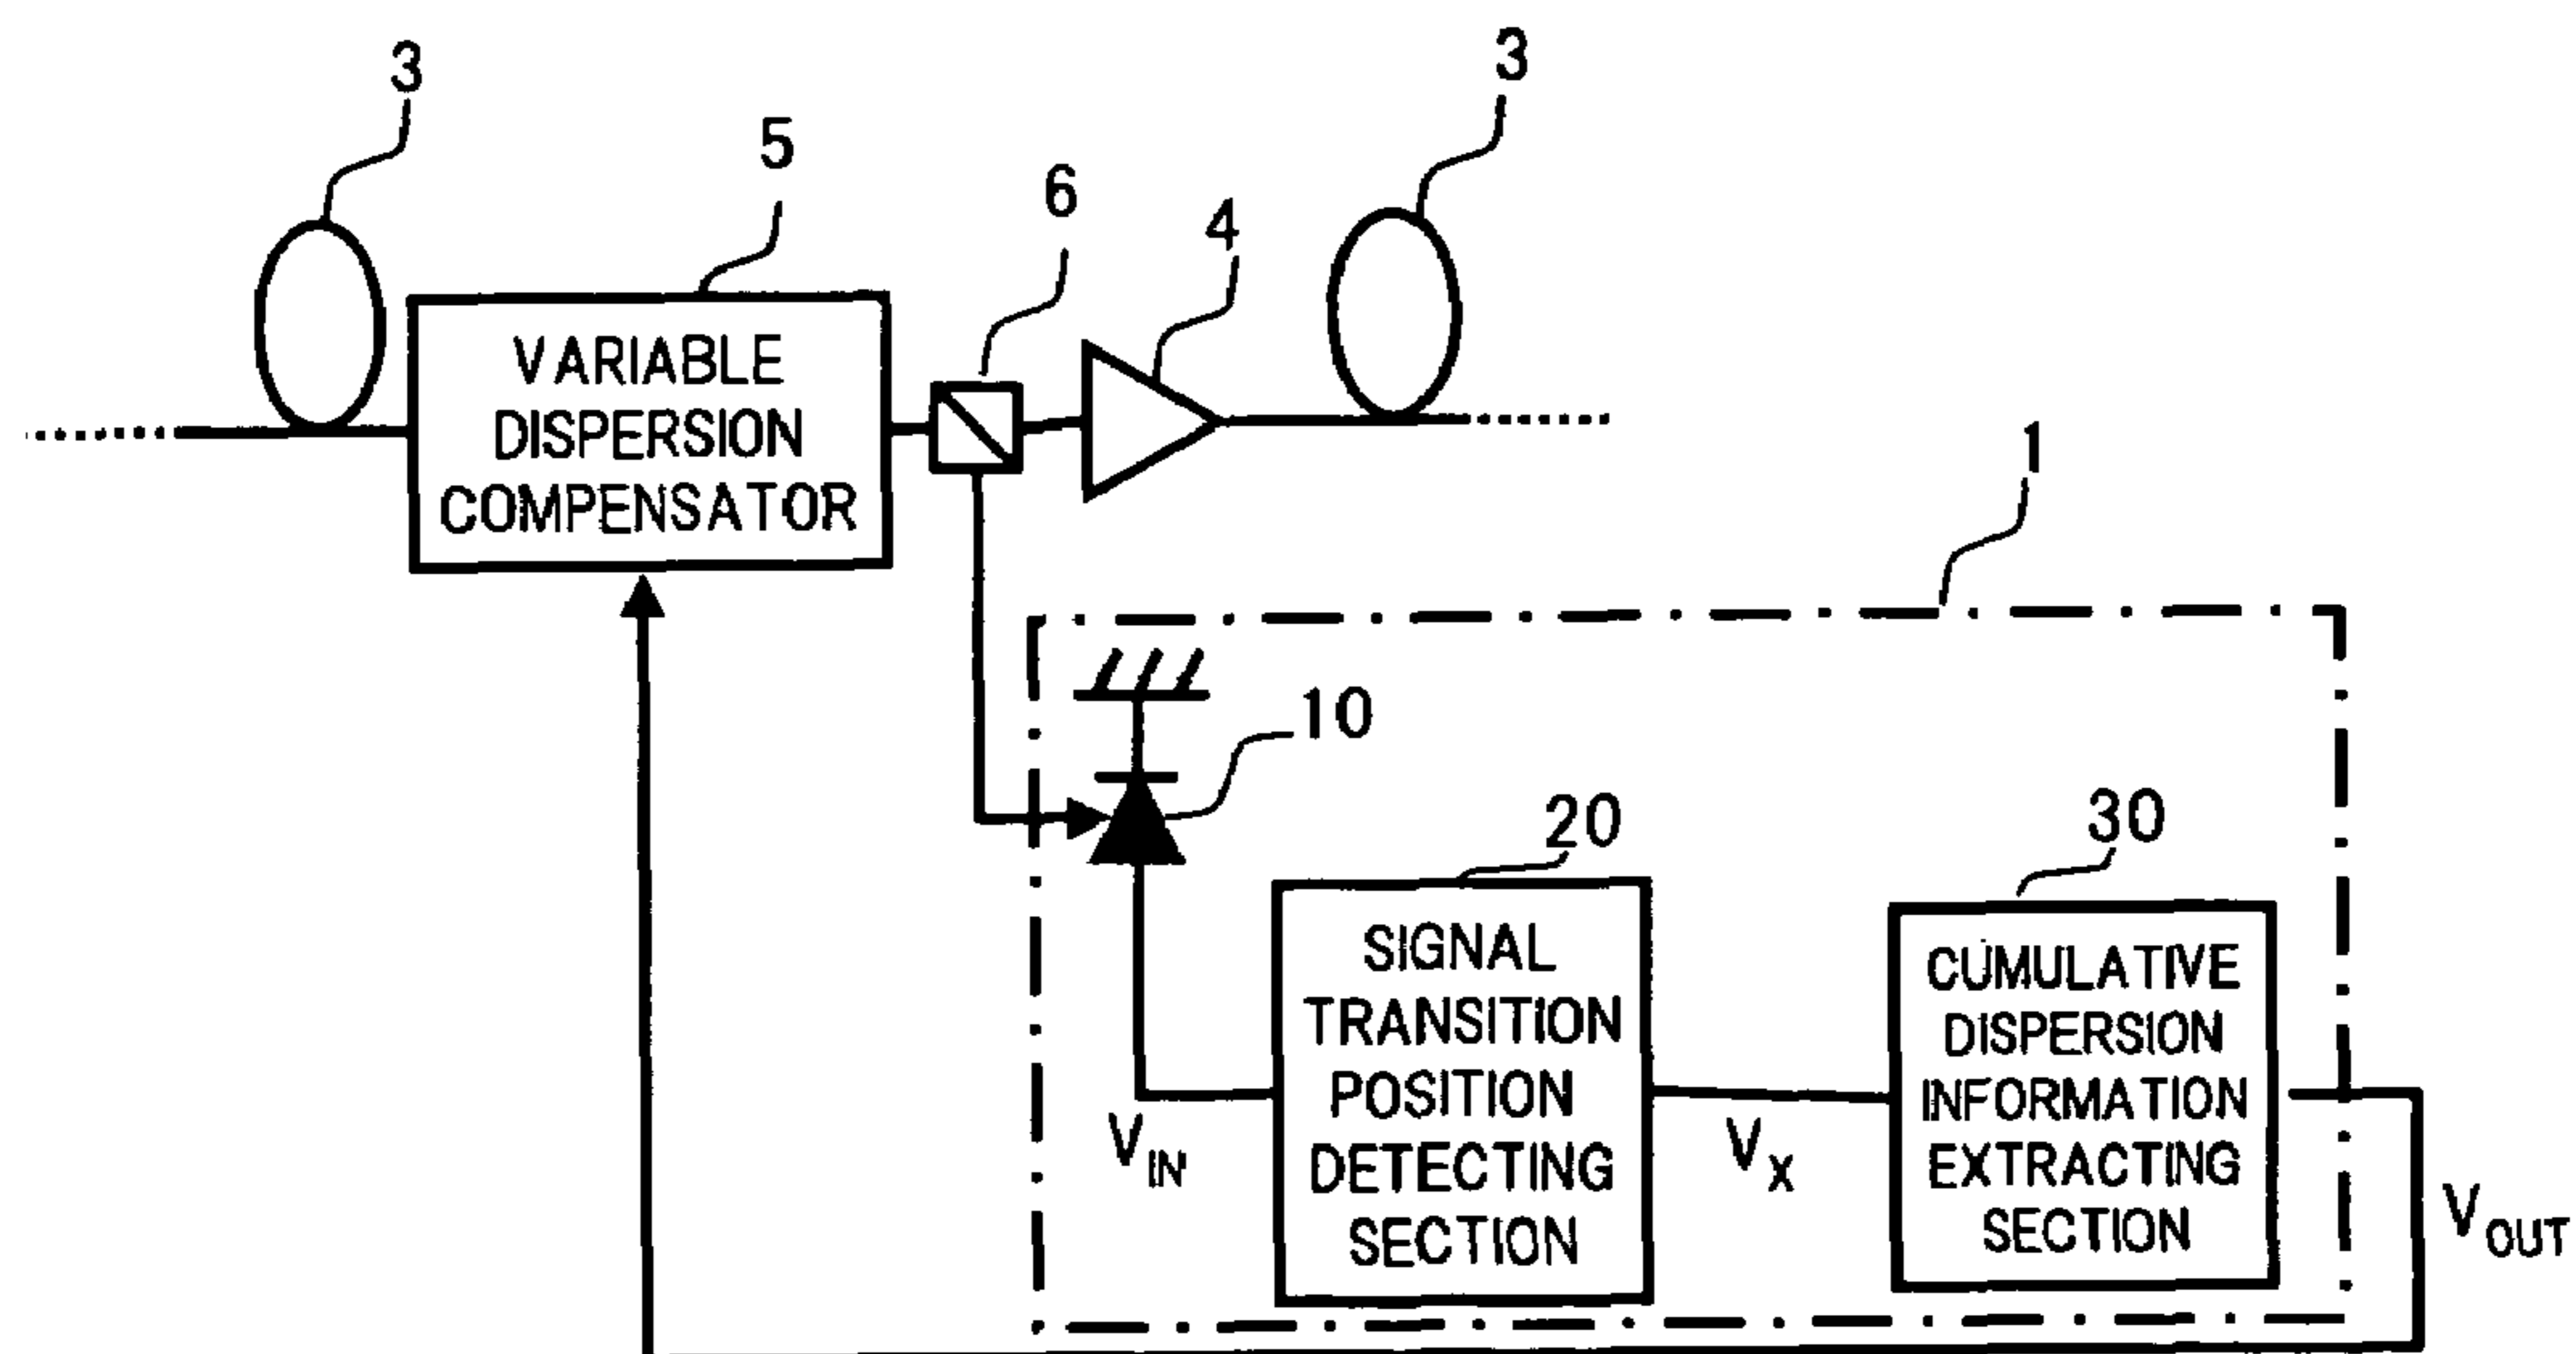 3
3
5
6
4
VARIABLE
DISPERSION
COMPENSATOR
1
10
20
30
SIGNAL
TRANSITION
POSITION
DETECTING
SECTION
CUMULATIVE
DISPERSION
INFORMATION
EXTRACTING
SECTION
VIN
VX
VOUT